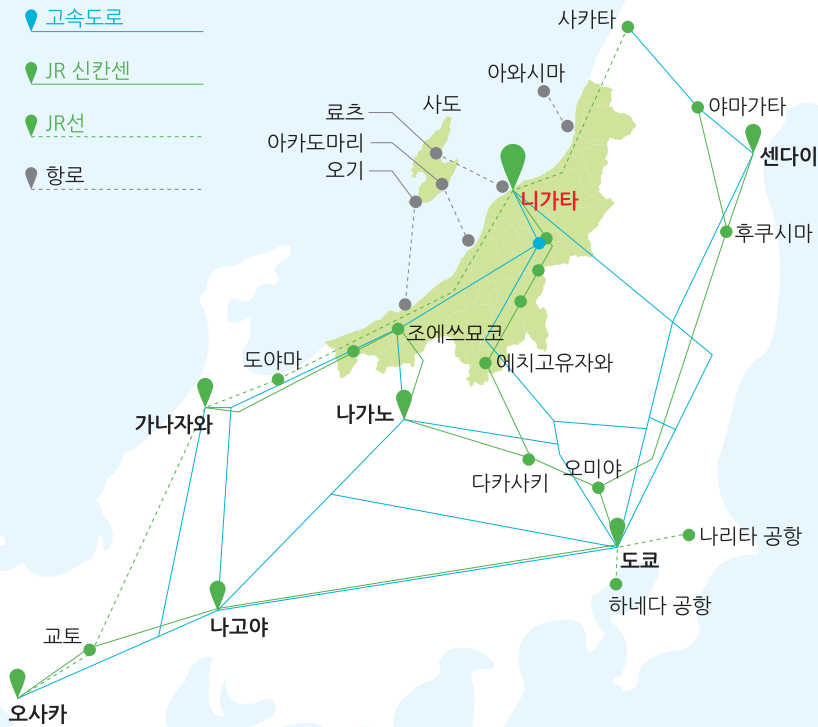 고속도로
JR 신칸센
JR선
항로
사카타
아와시마
사도
료츠
아카도마리
오기
야마가타
센다이
니가타
후쿠시마
조에쓰묘코
도야마
에치고유자와
가나자와
나가노
다카사키
오미야
나리타 공항
도쿄
하네다 공항
나고야
교토
오사카